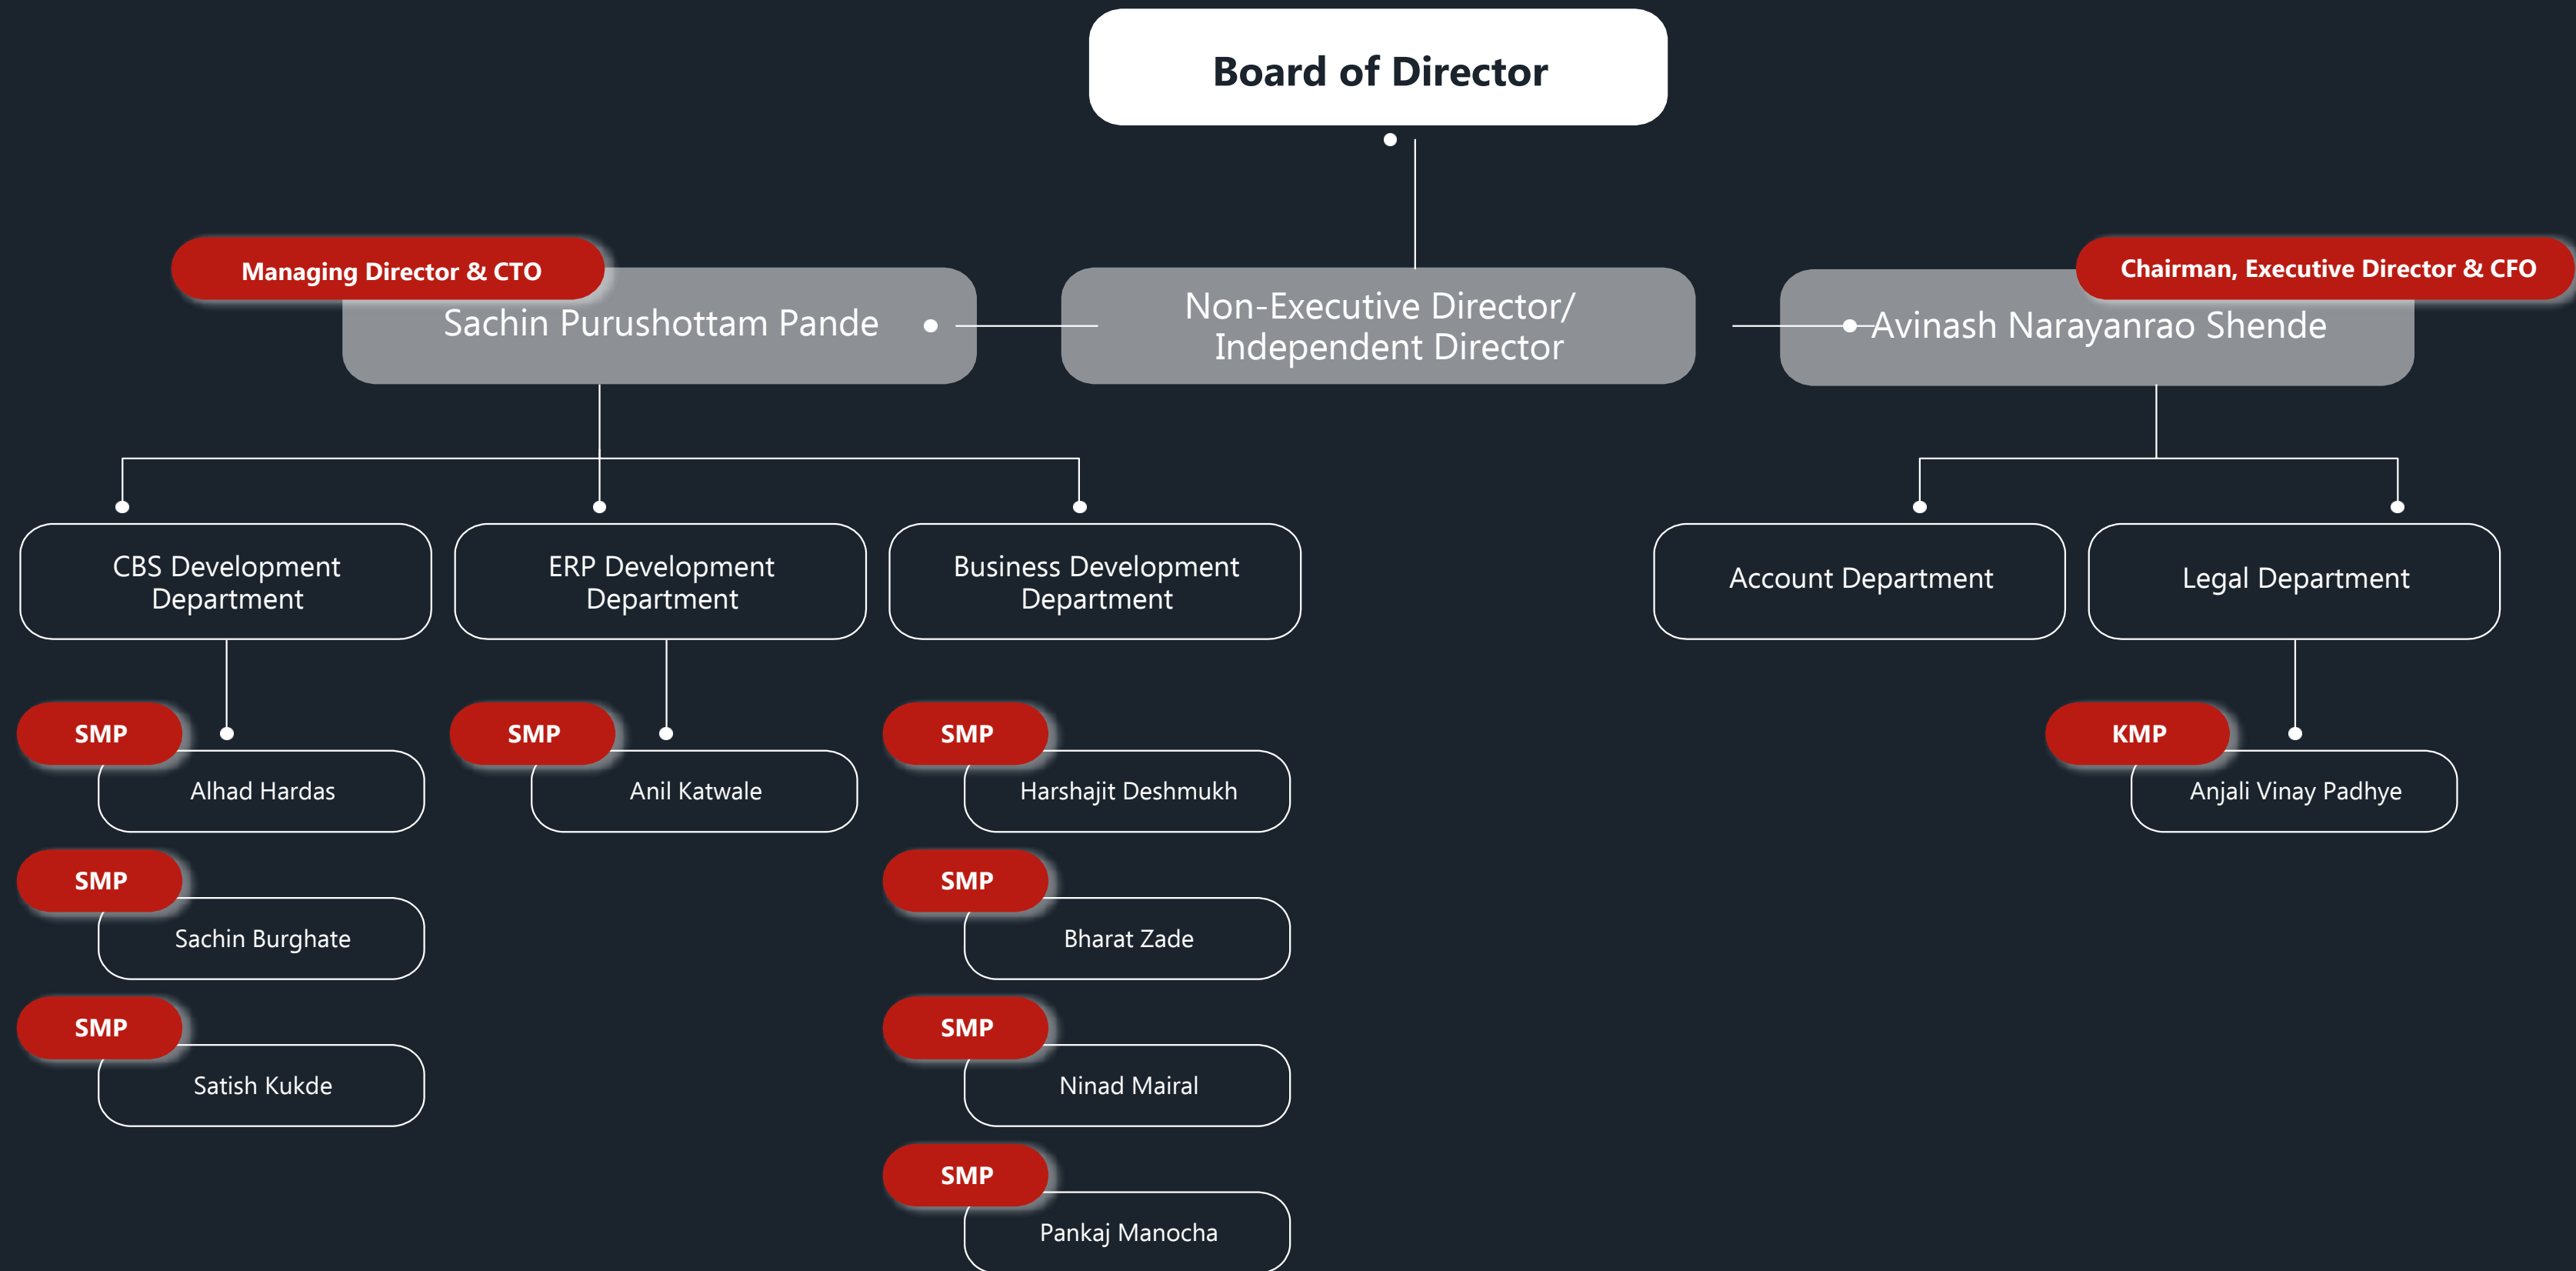 Board of Director
Managing Director & CTO
Sachin Purushottam Pande
Non-Executive Director/
Independent Director
Chairman, Executive Director & CFO
Avinash Narayanrao Shende
CBS Development
Department
ERP Development
Department
Business Development
Department
Account Department
Legal Department
SMP
Alhad Hardas
SMP
Anil Katwale
SMP
Harshajit Deshmukh
KMP
Anjali Vinay Padhye
SMP
Sachin Burghate
SMP
Bharat Zade
SMP
Satish Kukde
SMP
Ninad Mairal
SMP
Pankaj Manocha